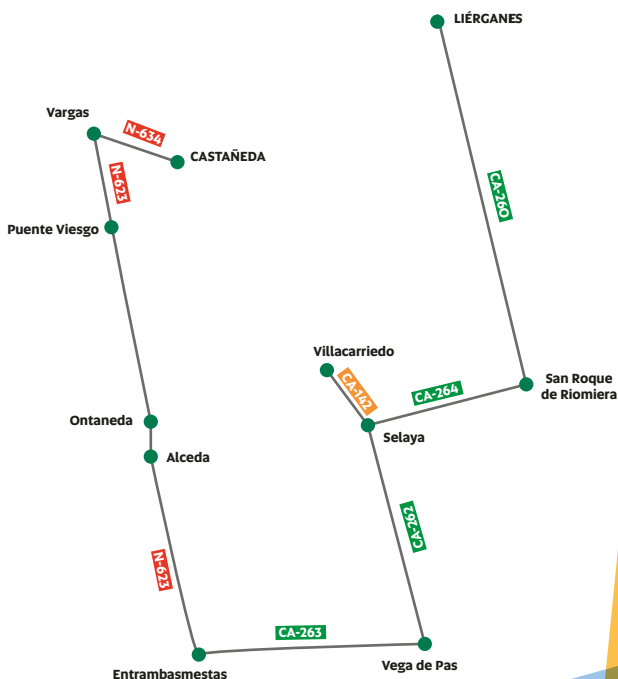 LIÉRGANES
Vargas
N-634
CASTAÑEDA
N-623
CA-260
Puente Viesgo
Villacarriedo
CA-142
San Roque
de Riomiera
CA-264
Ontaneda
Selaya
Alceda
CA-262
N-623
CA-263
Vega de Pas
Entrambasmestas